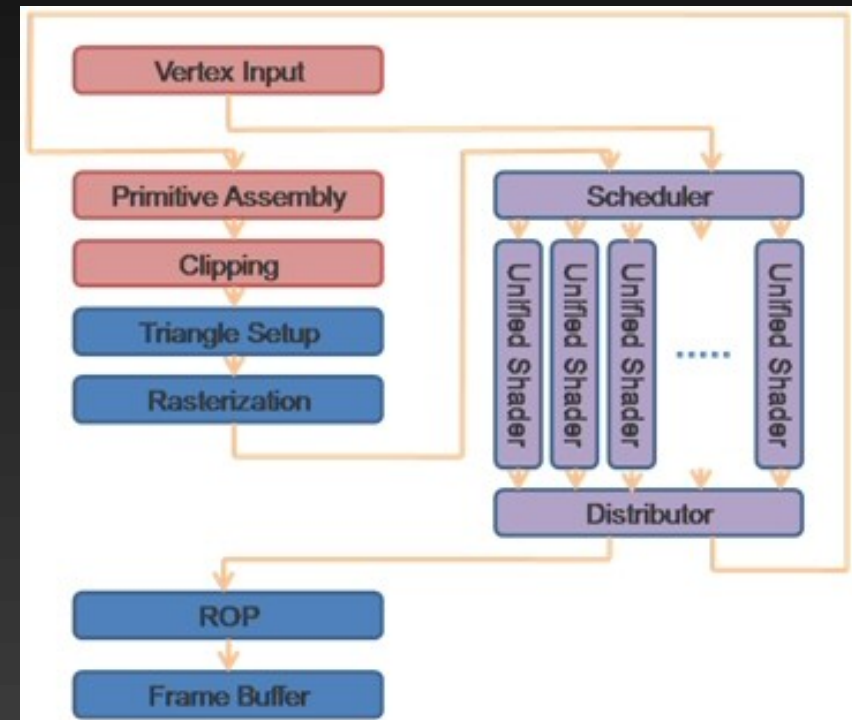 Vertex Input
Primitive Assembly
Clipping
Triangle Setup
Rasterization
Scheduler
Unified Shader
Unified Shader
Unified Shader
.....
Unified Shader
Distributor
ROP
Frame Buffer